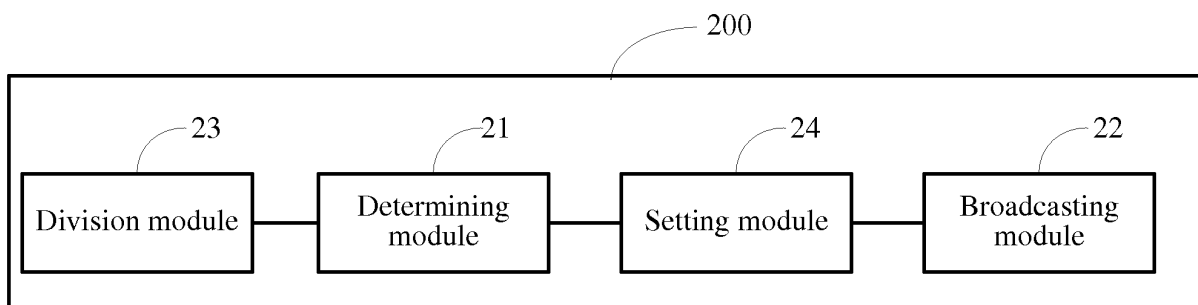 200
23
21
24
22
Division module
Determining
module
Setting module
Broadcasting
module